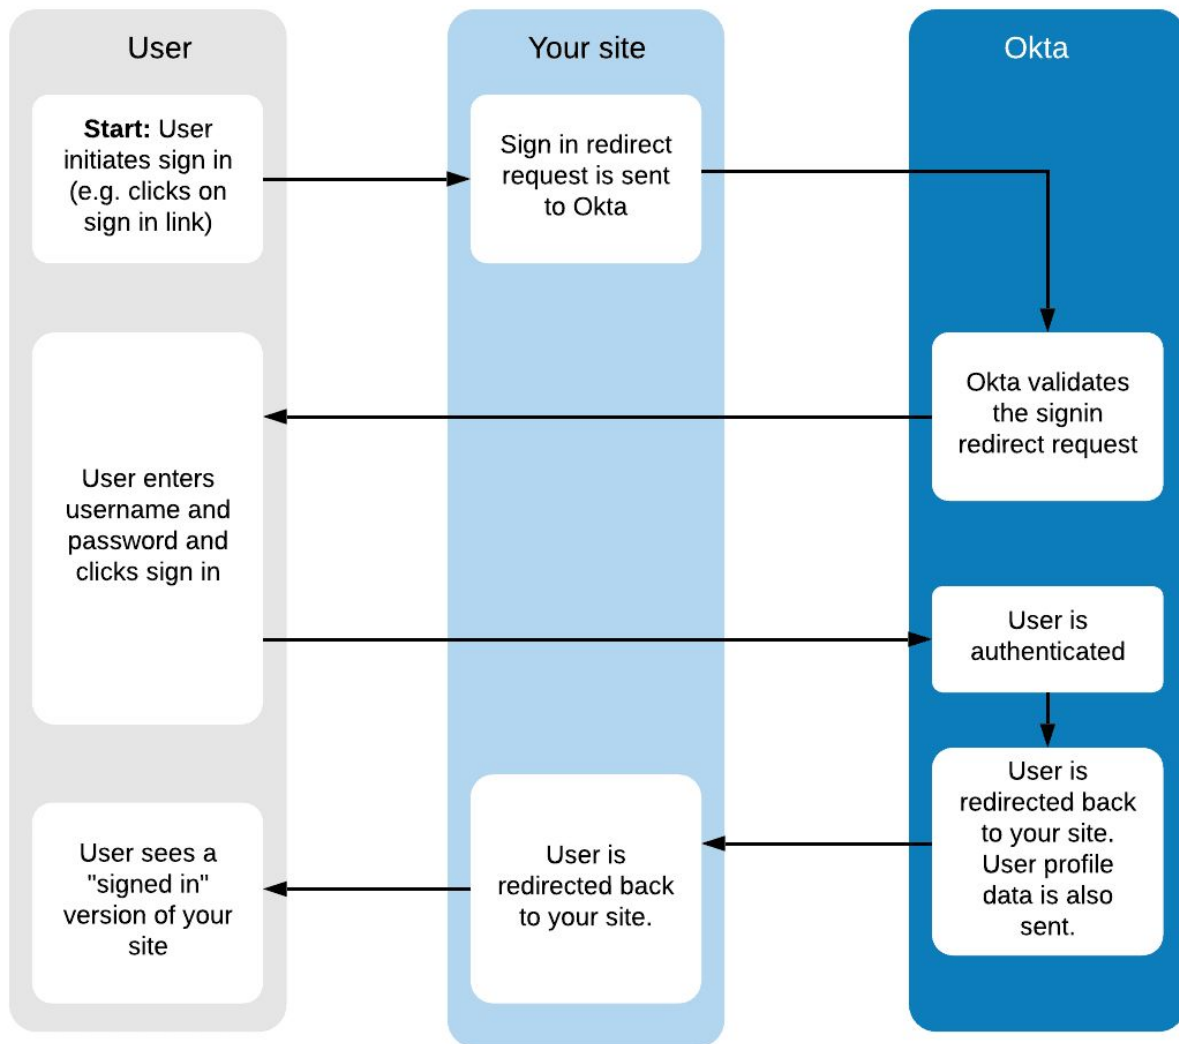 User
Your site
Okta
Start: User
initiates sign in
(e.g. clicks on
sign in link)
Sign in redirect
request is sent
to Okta
Okta validates
the signin
redirect request
User enters
username and
password and
clicks sign in
User is
authenticated
User is
redirected back
to your site.
User profile
data is also
sent.
User is
redirected back
to your site.
User sees a
"signed in"
version of your
site